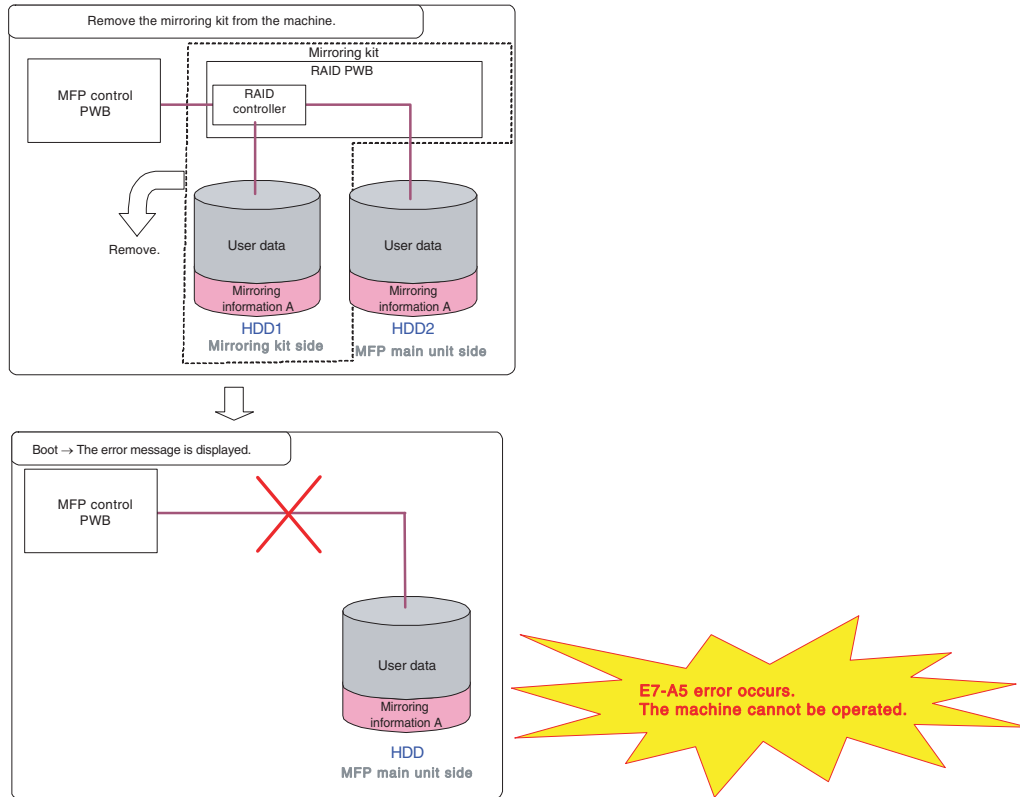 Remove the mirroring kit from the machine.
Mirroring kit
RAID PWB
MFP control
PWB
RAID
controller
Remove.
User data
Mirroring
information A
HDD1
Mirroring kit side
User data
Mirroring
information A
HDD2
MFP main unit side
Boot → The error message is displayed.
MFP control
PWB
User data
Mirroring
information A
HDD
MFP main unit side
E7-A5 error occurs.
The machine cannot be operated.